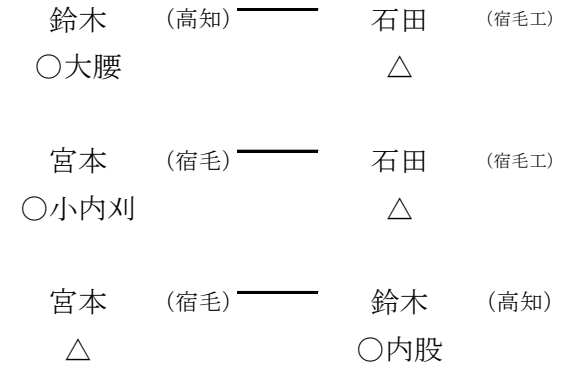 鈴木 (高知) 石田 (宿毛工)
○大腰 △
宮本 (宿毛) 石田 (宿毛工)
○小内刈 △
宮本 (宿毛) 鈴木 (高知)
△ ○内股